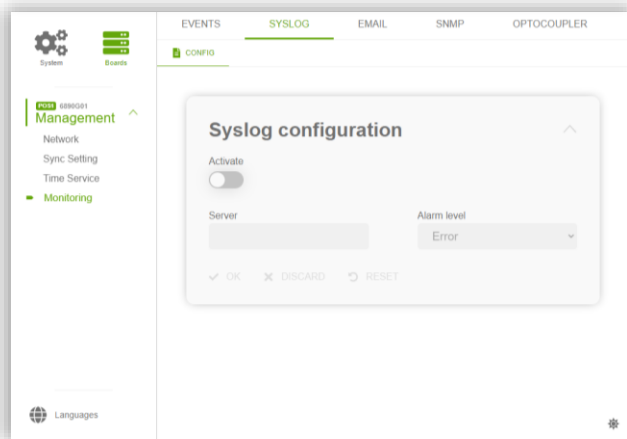 EVENTS SYSLOG EMAIL SNMP OPTOCOUPLER
System Boards
CONFIG
Management
Network
Sync Setting
Time Service
Monitoring
Syslog configuration
Activate
Server Alarm level
Error
OK DISCARD RESET
Languages